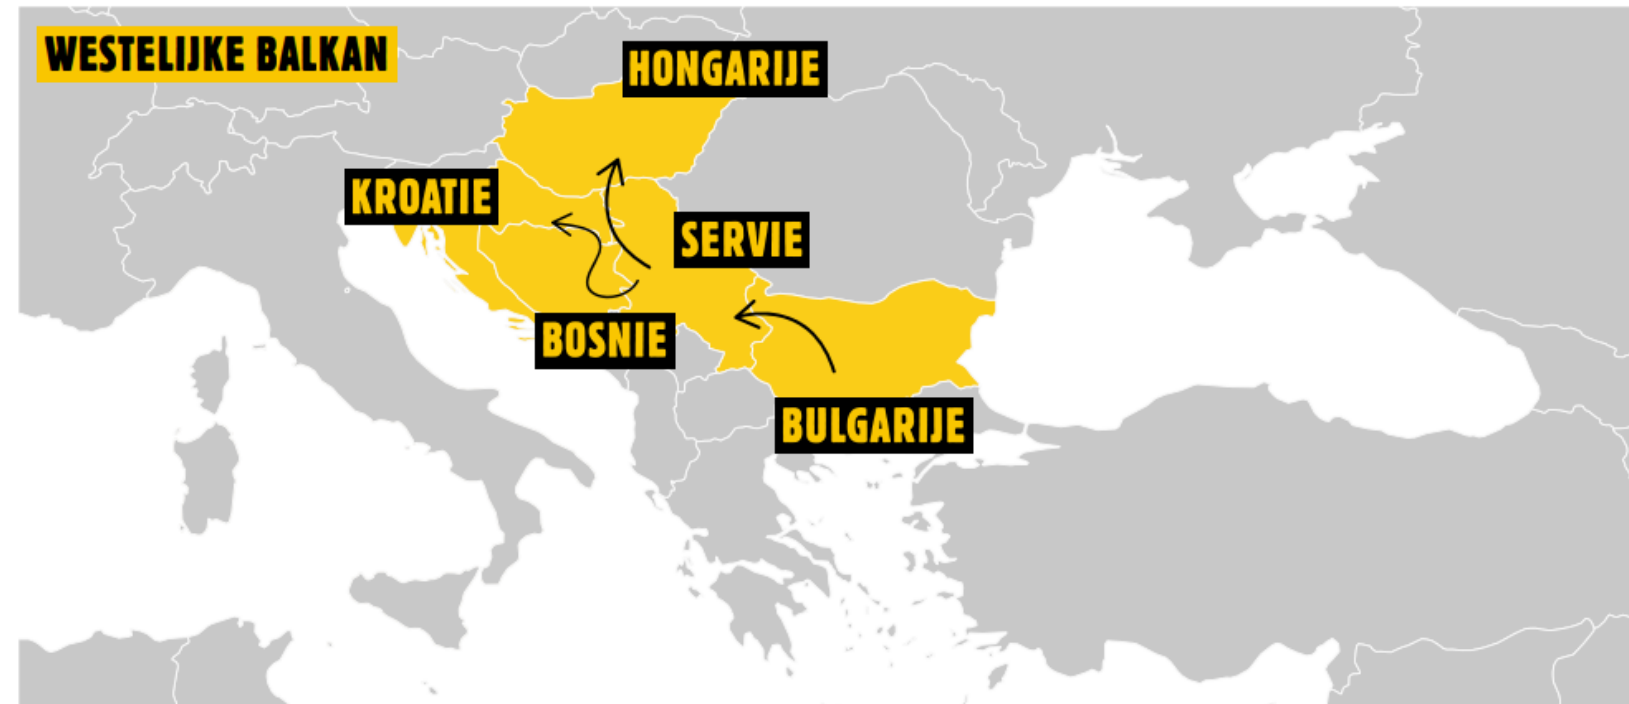 WESTELIJKE BALKAN
HONGARIJE
KROATIE
SERVIE
BOSNIE
BULGARIJE